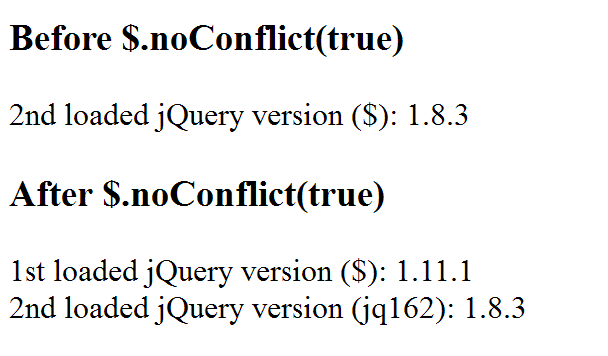 Before $.noConflict(true)
2nd loaded jQuery version ($): 1.8.3
After $.noConflict(true)
1st loaded jQuery version ($): 1.11.1
2nd loaded jQuery version (jq162): 1.8.3